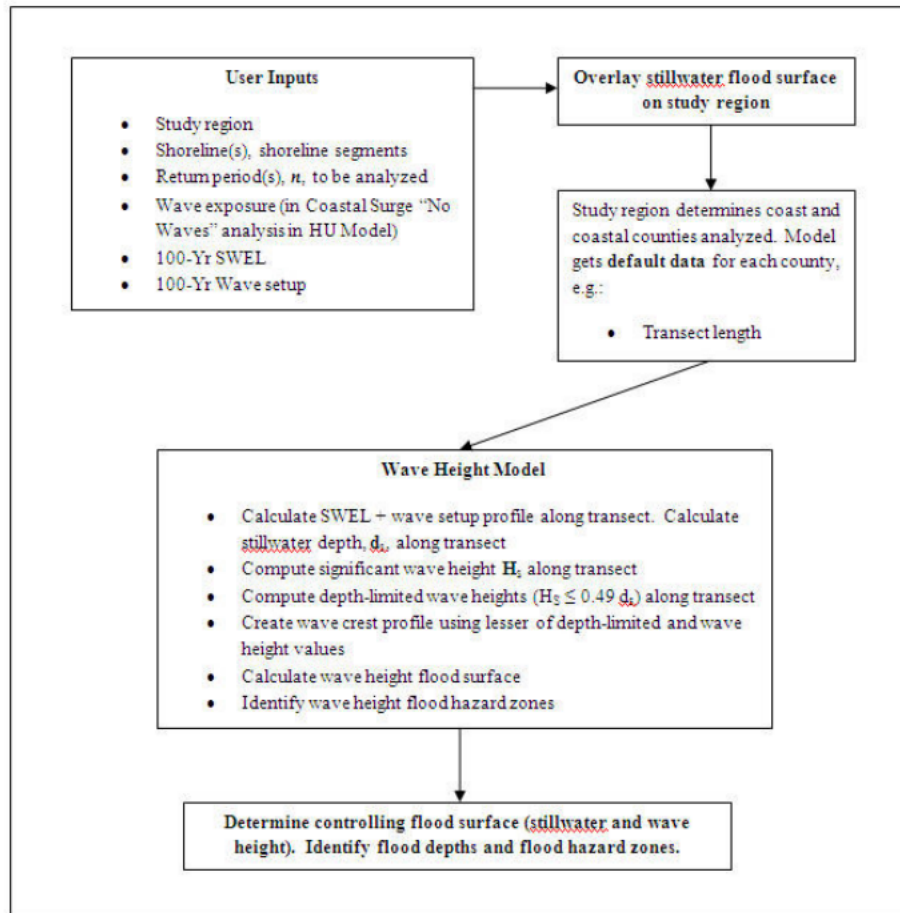 User Inputs
• Study region
• Shoreline(s), shoreline segments
• Return period(s), n, to be analyzed
• Wave exposure (in Coastal Surge “No
Waves” analysis in HU Model)
• 100-Yr SWEL
• 100-Yr Wave setup
Overlay stillwater flood surface
on study region
Study region determines coast and
coastal counties analyzed. Model
gets default data for each county,
e.g.:
• Transect length
Wave Height Model
• Calculate SWEL + wave setup profile along transect. Calculate
stillwater depth, ds, along transect
• Compute significant wave height Hs along transect
• Compute depth-limited wave heights (HS ≤ 0.49 ds) along transect
• Create wave crest profile using lesser of depth-limited and wave
height values
• Calculate wave height flood surface
• Identify wave height flood hazard zones
Determine controlling flood surface (stillwater and wave
height). Identify flood depths and flood hazard zones.